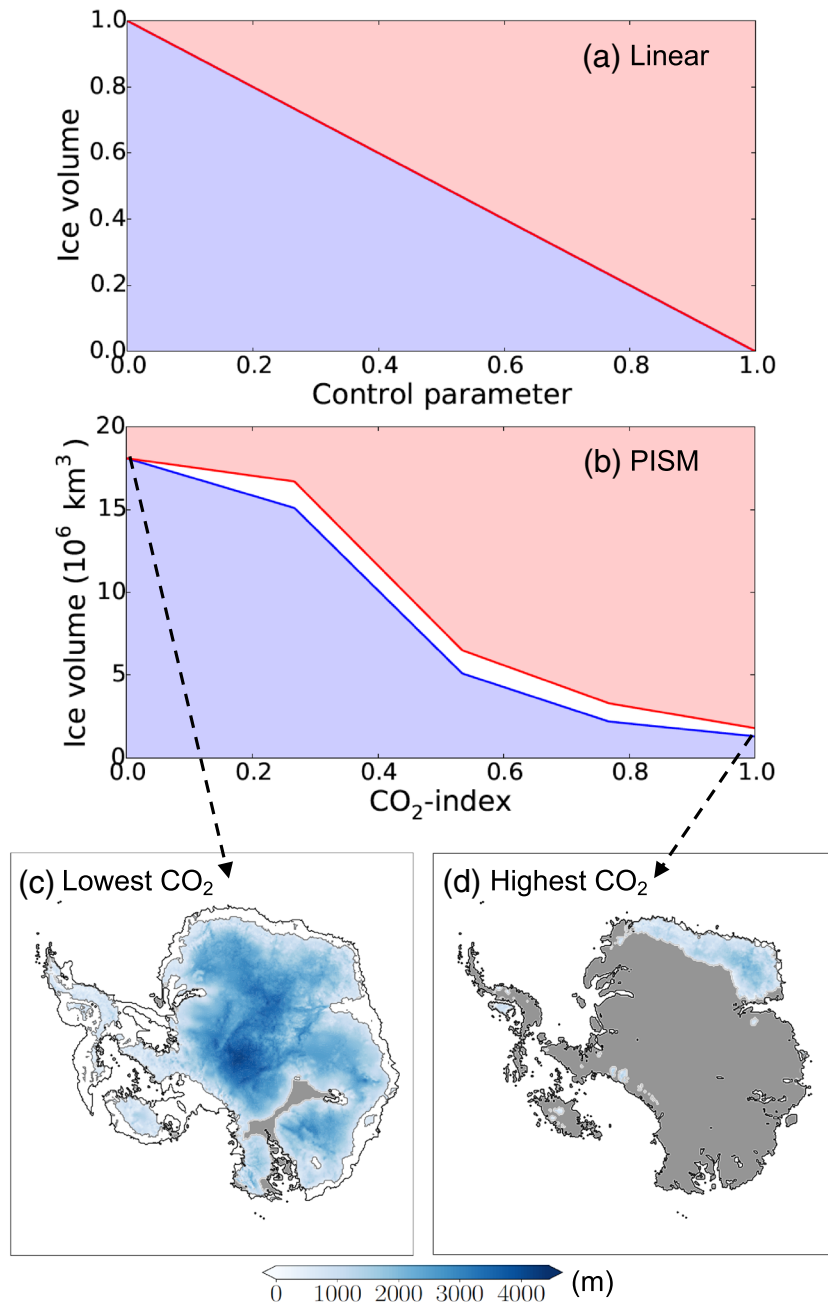 1.0
(a) Linear
0.8
0.6
0.4
0.2
0.0
Ice volume
0.0 0.2 0.4 0.6 0.8 1.0
Control parameter
20
(b) PISM
15
10
5
0
Ice volume (10⁶ km³)
0.0 0.2 0.4 0.6 0.8 1.0
CO₂-index
(c) Lowest CO₂
(d) Highest CO₂
0 1000 2000 3000 4000 (m)